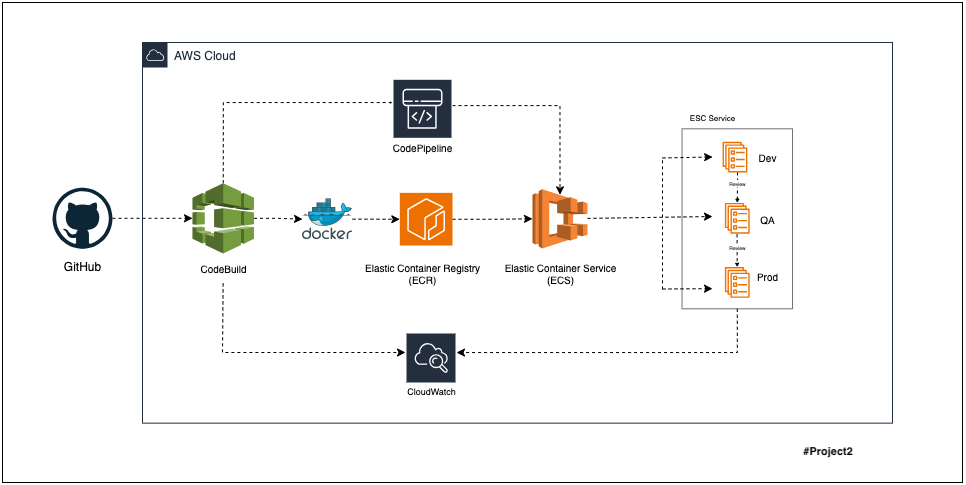 AWS Cloud
CodePipeline
ESC Service
Dev
Review
QA
Review
Prod
GitHub
CodeBuild
docker
Elastic Container Registry
(ECR)
Elastic Container Service
(ECS)
CloudWatch
#Project2